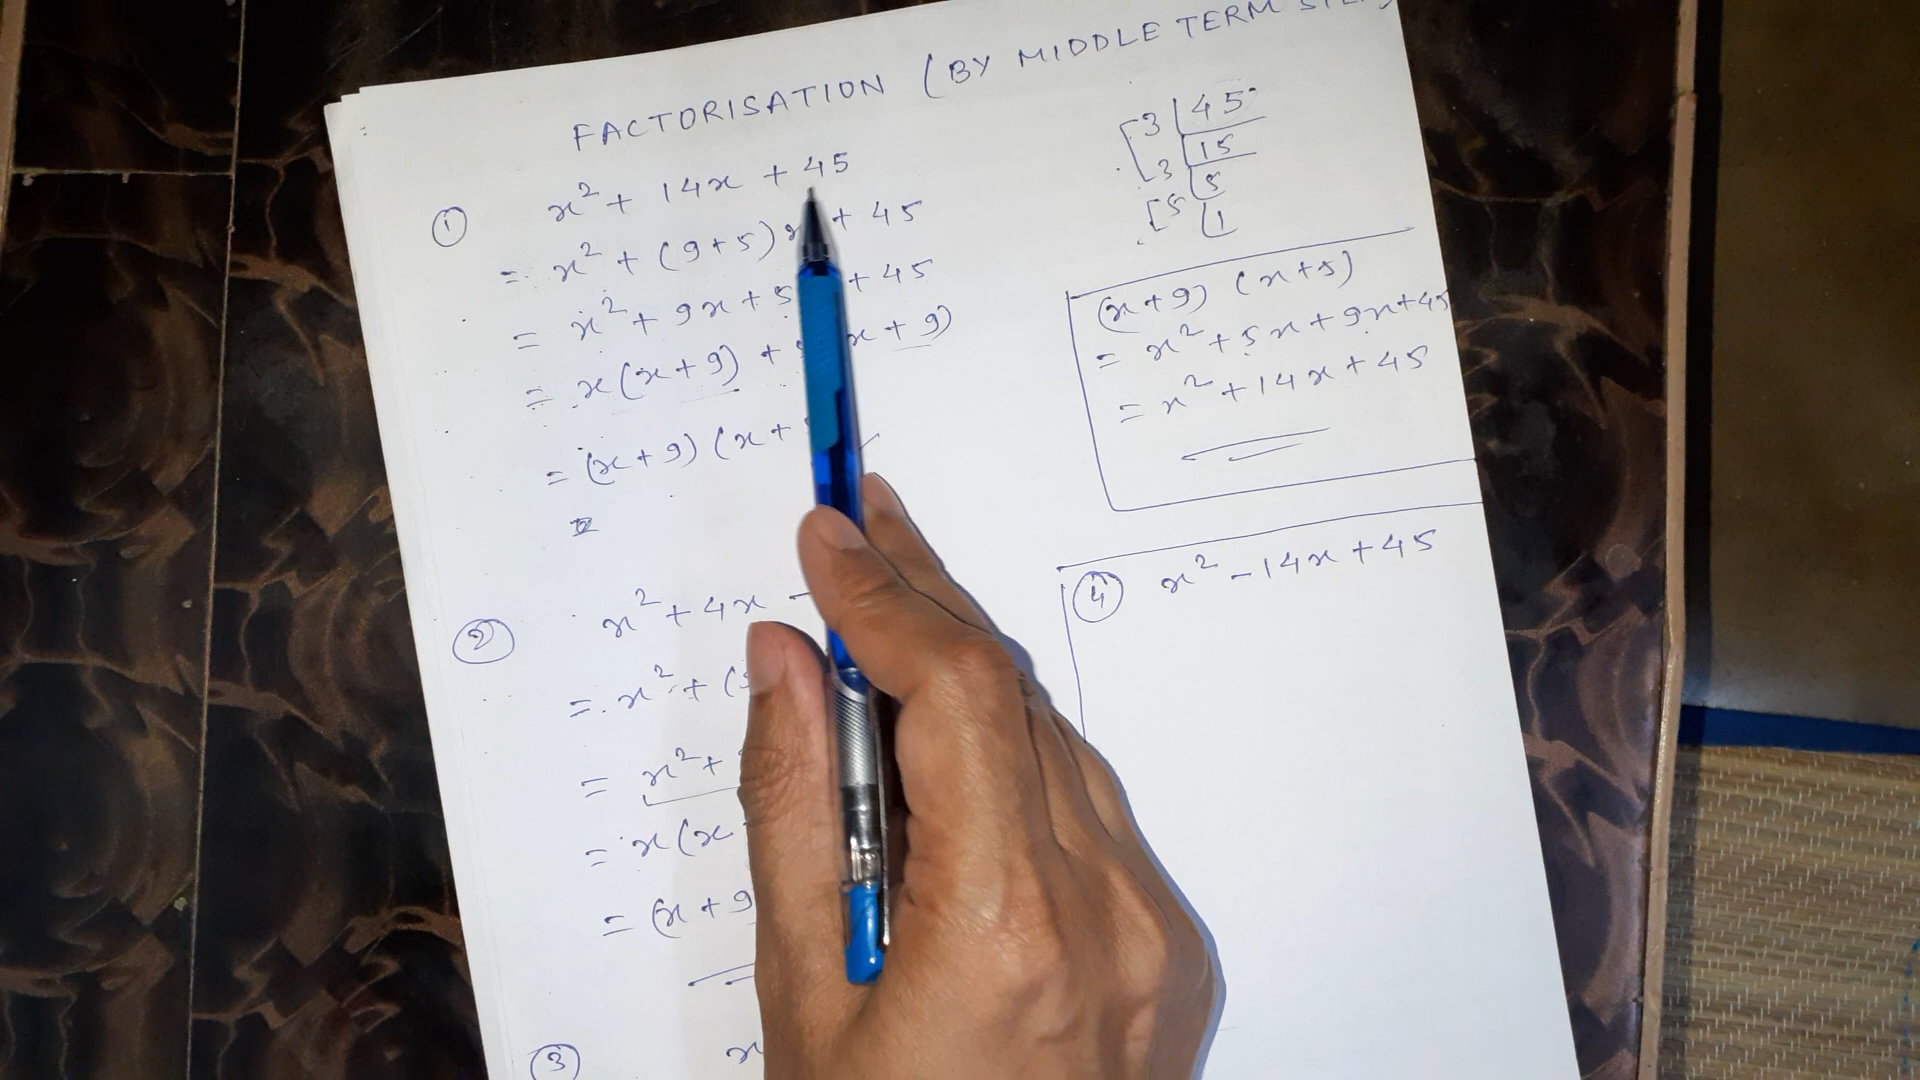 FACTORISATION (BY MIDDLE TERM
① x² + 14x + 45
= x² + (9+5) + 45
= x² + 9x + 5 + 45
= x(x+9) + x + 9)
= (x+9) (x+
② x² + 4x -
= x² + (
= x² +
= x(x
= (x+9
③ x
3 | 45
3 | 15
5 | 5
1
(x+9) (x+5)
= x² + 5x + 9x + 45
= x² + 14x + 45
④ x² - 14x + 45